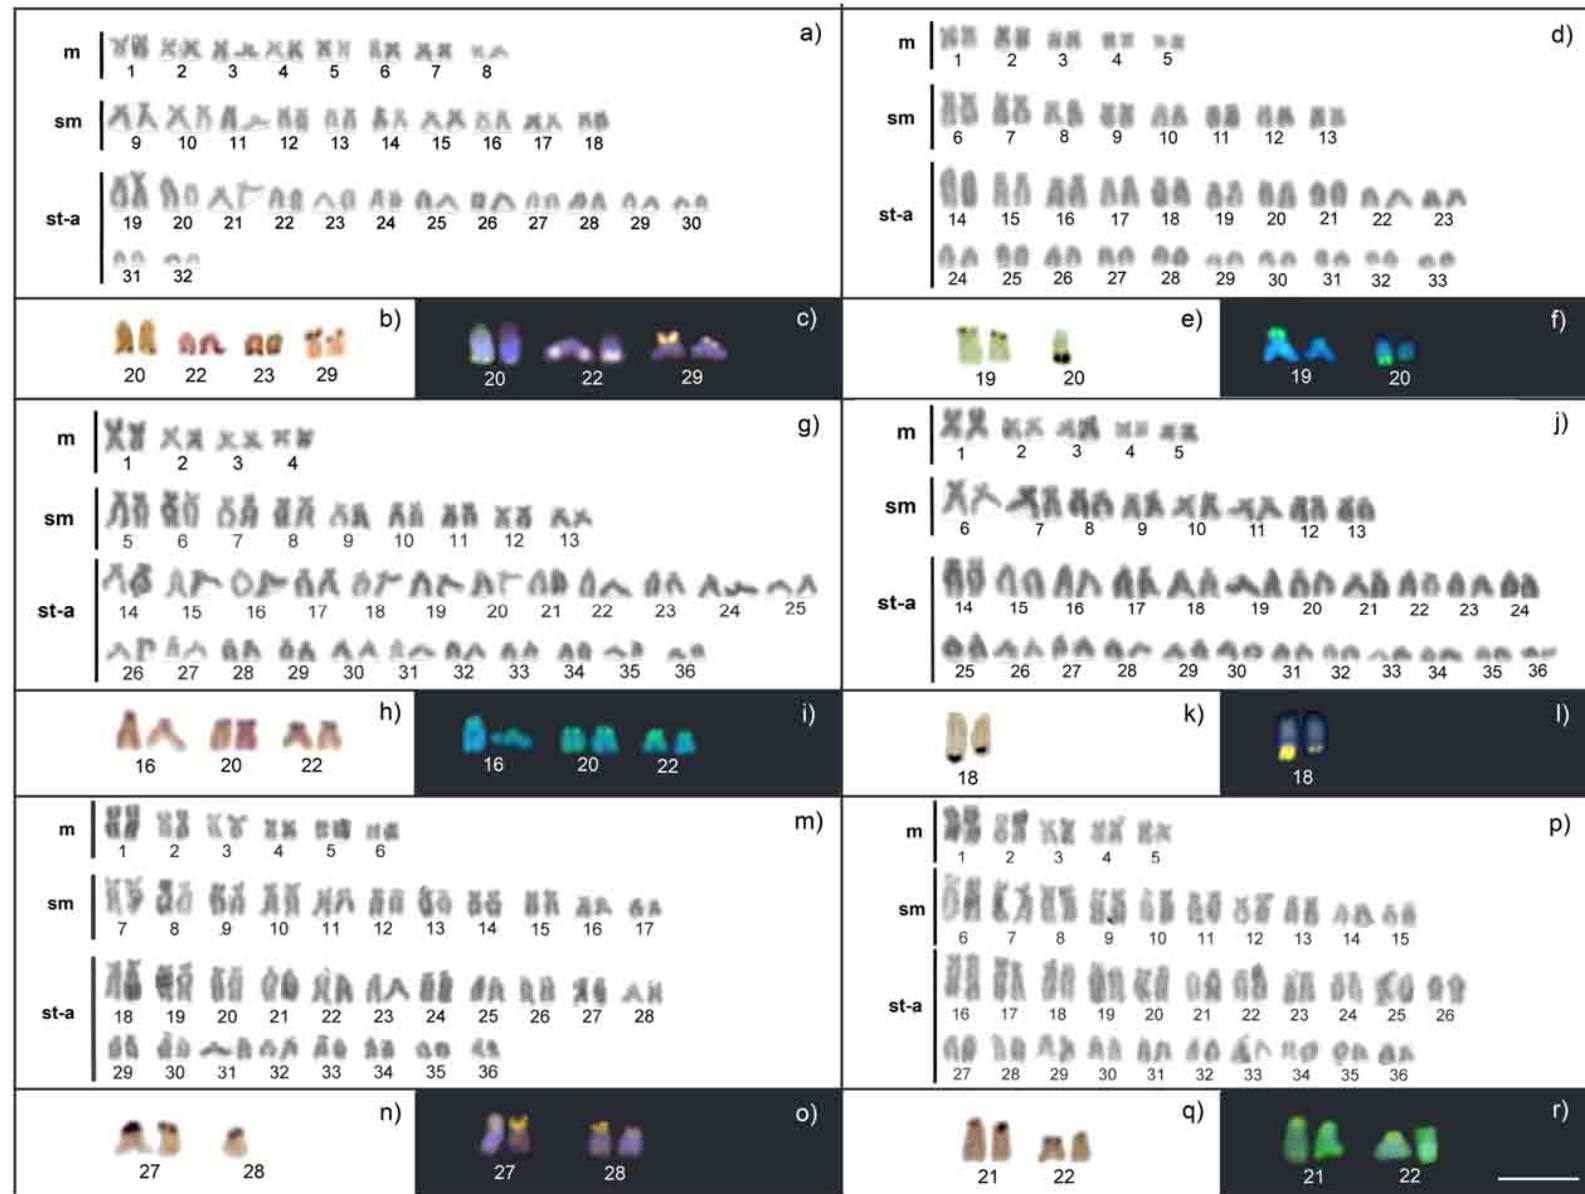 a)
m
1 2 3 4 5 6 7 8
sm
9 10 11 12 13 14 15 16 17 18
st-a
19 20 21 22 23 24 25 26 27 28 29 30
31 32
b)
20 22 23 29
c)
20 22 29
d)
m
1 2 3 4 5
sm
6 7 8 9 10 11 12 13
st-a
14 15 16 17 18 19 20 21 22 23
24 25 26 27 28 29 30 31 32 33
e)
19 20
f)
19 20
g)
m
1 2 3 4
sm
5 6 7 8 9 10 11 12 13
st-a
14 15 16 17 18 19 20 21 22 23 24 25
26 27 28 29 30 31 32 33 34 35 36
h)
16 20 22
i)
16 20 22
j)
m
1 2 3 4 5
sm
6 7 8 9 10 11 12 13
st-a
14 15 16 17 18 19 20 21 22 23 24
25 26 27 28 29 30 31 32 33 34 35 36
k)
18
l)
18
m)
m
1 2 3 4 5 6
sm
7 8 9 10 11 12 13 14 15 16 17
st-a
18 19 20 21 22 23 24 25 26 27 28
29 30 31 32 33 34 35 36
n)
27 28
o)
27 28
p)
m
1 2 3 4 5
sm
6 7 8 9 10 11 12 13 14 15
st-a
16 17 18 19 20 21 22 23 24 25 26
27 28 29 30 31 32 33 34 35 36
q)
21 22
r)
21 22